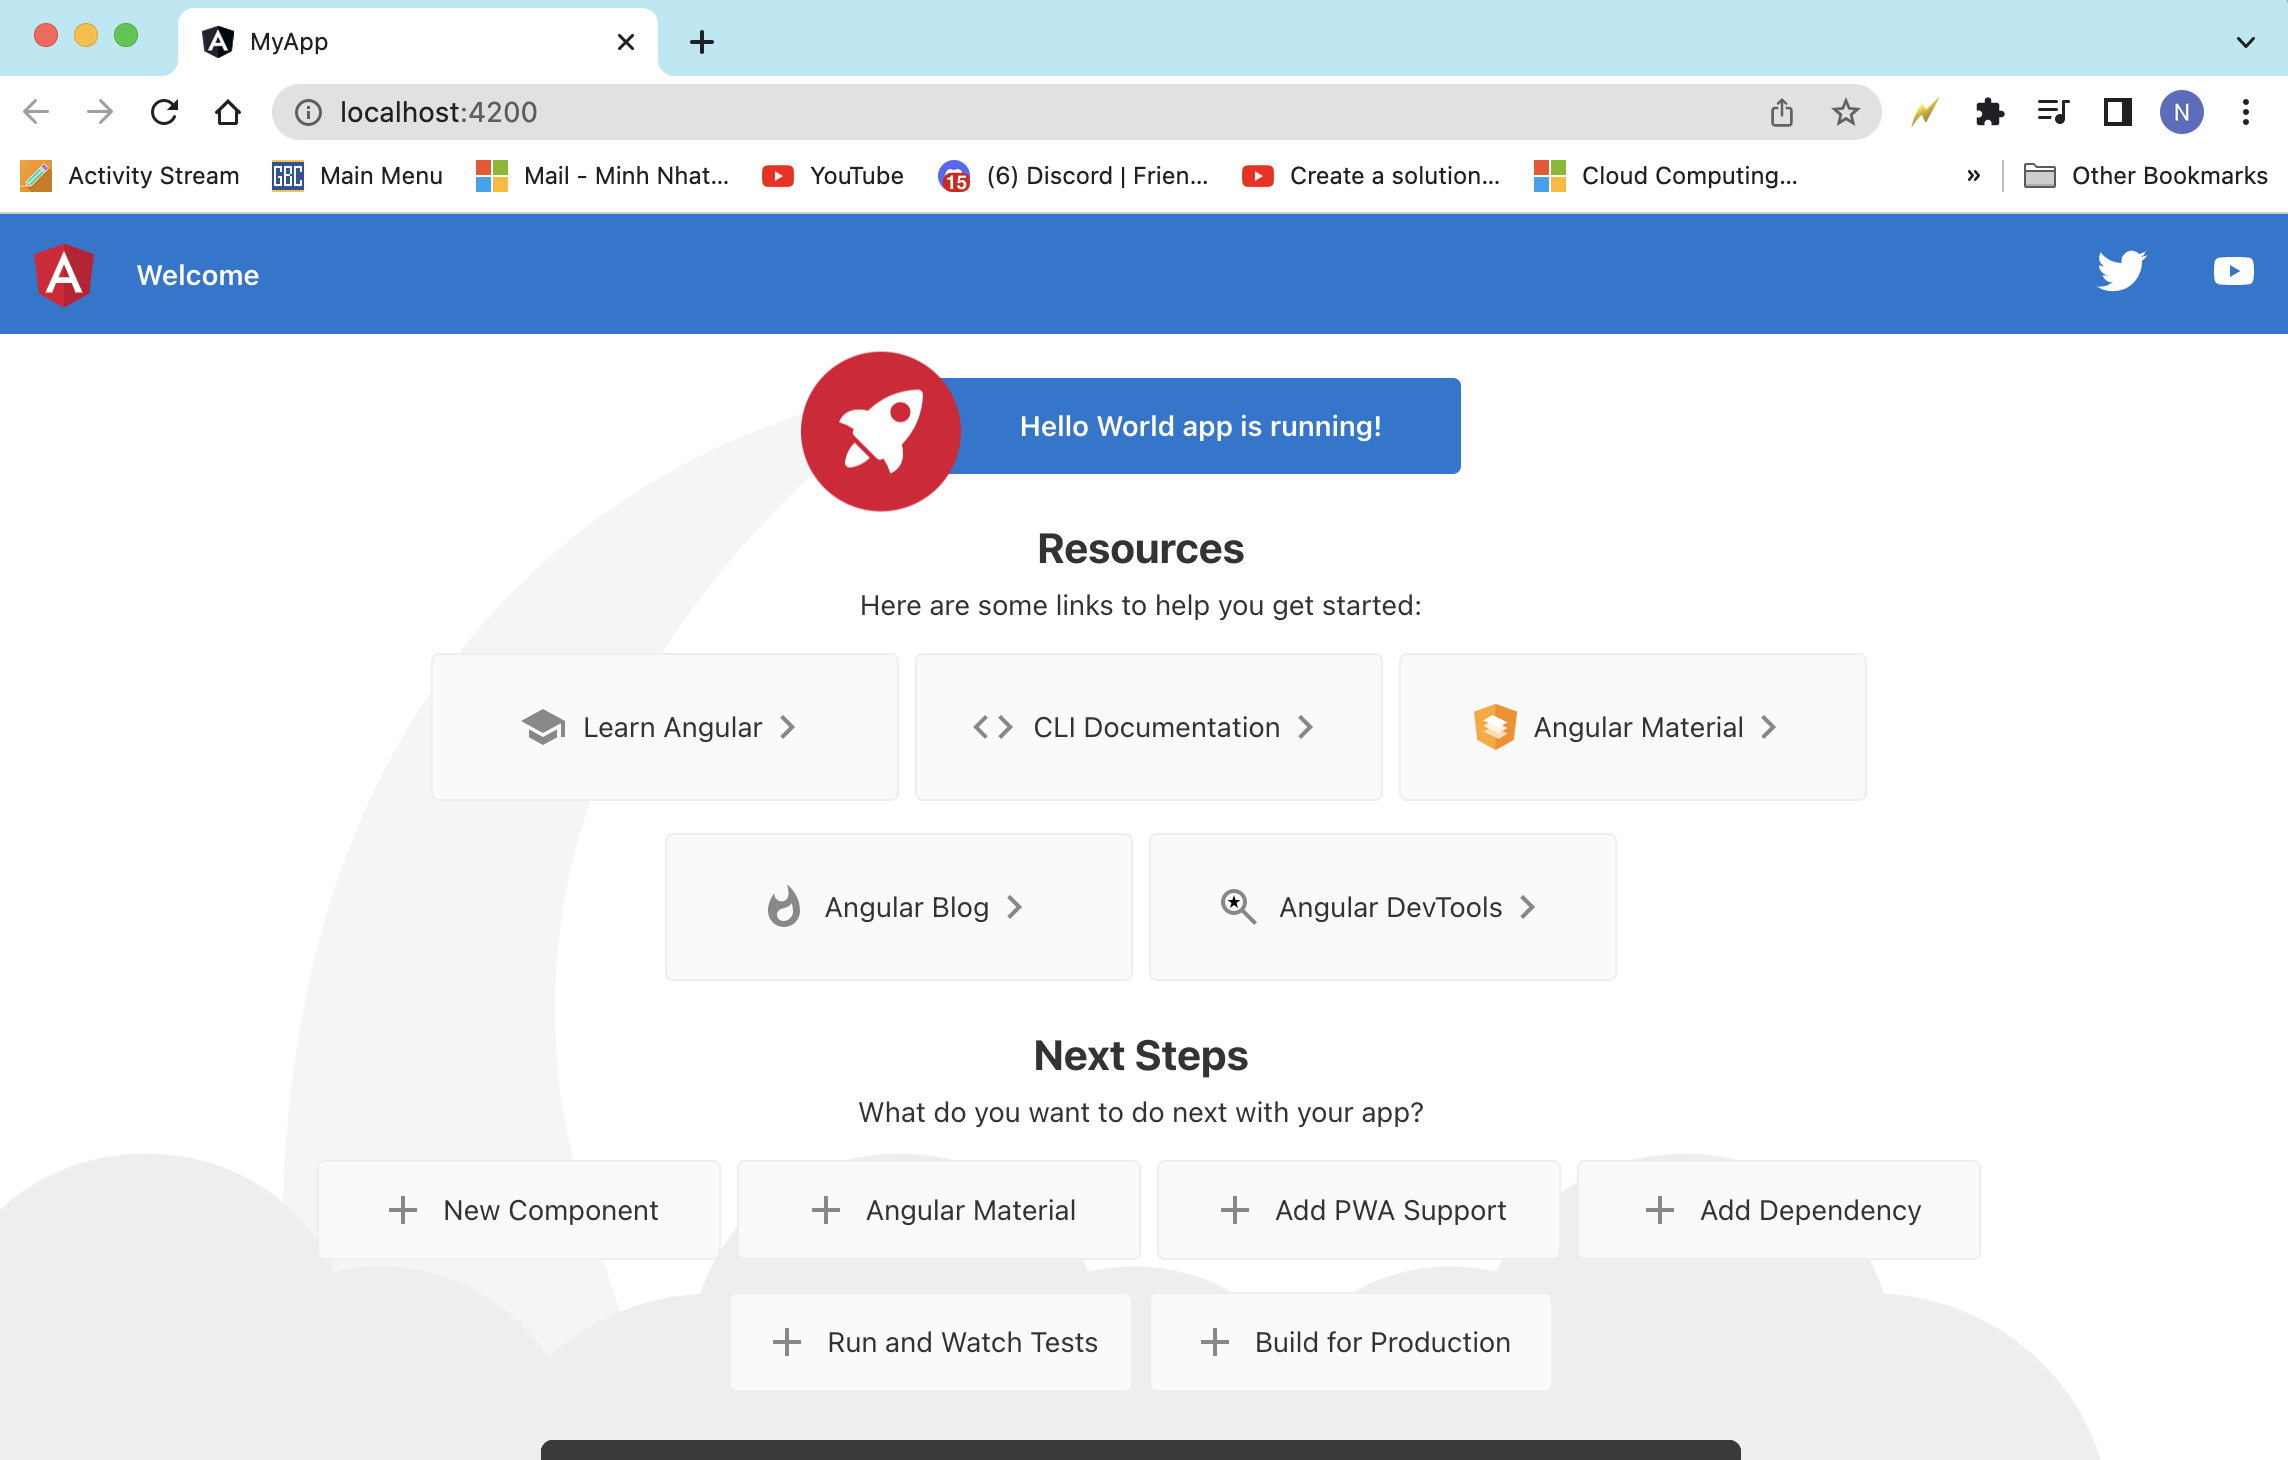 MyApp
localhost:4200
N
Activity Stream
GBC
Main Menu
Mail - Minh Nhat...
YouTube
15
(6) Discord | Frien...
Create a solution...
Cloud Computing...
»
Other Bookmarks
Welcome
Hello World app is running!
Resources
Here are some links to help you get started:
Learn Angular
CLI Documentation
Angular Material
Angular Blog
Angular DevTools
Next Steps
What do you want to do next with your app?
New Component
Angular Material
Add PWA Support
Add Dependency
Run and Watch Tests
Build for Production